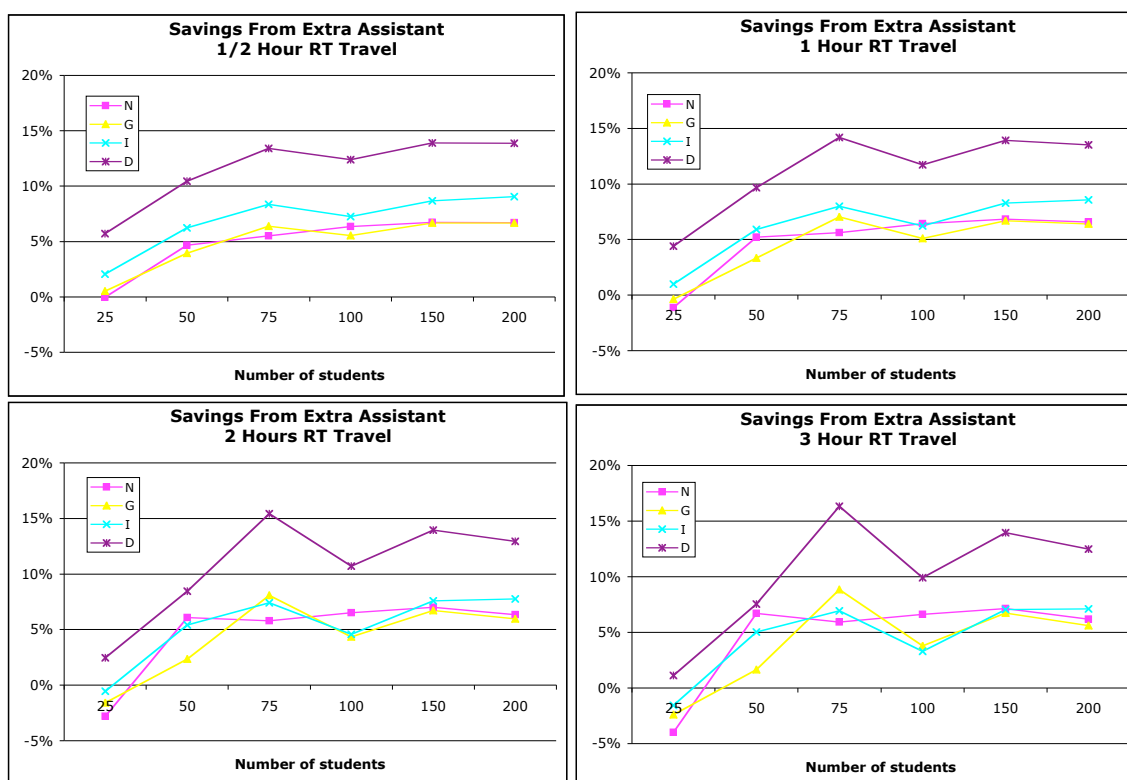 Savings From Extra Assistant
1/2 Hour RT Travel
20%
15%
10%
5%
0%
-5%
N
G
I
D
25 50 75 100 150 200
Number of students
Savings From Extra Assistant
1 Hour RT Travel
20%
15%
10%
5%
0%
-5%
N
G
I
D
25 50 75 100 150 200
Number of students
Savings From Extra Assistant
2 Hours RT Travel
20%
15%
10%
5%
0%
-5%
N
G
I
D
25 50 75 100 150 200
Number of students
Savings From Extra Assistant
3 Hour RT Travel
20%
15%
10%
5%
0%
-5%
N
G
I
D
25 50 75 100 150 200
Number of students